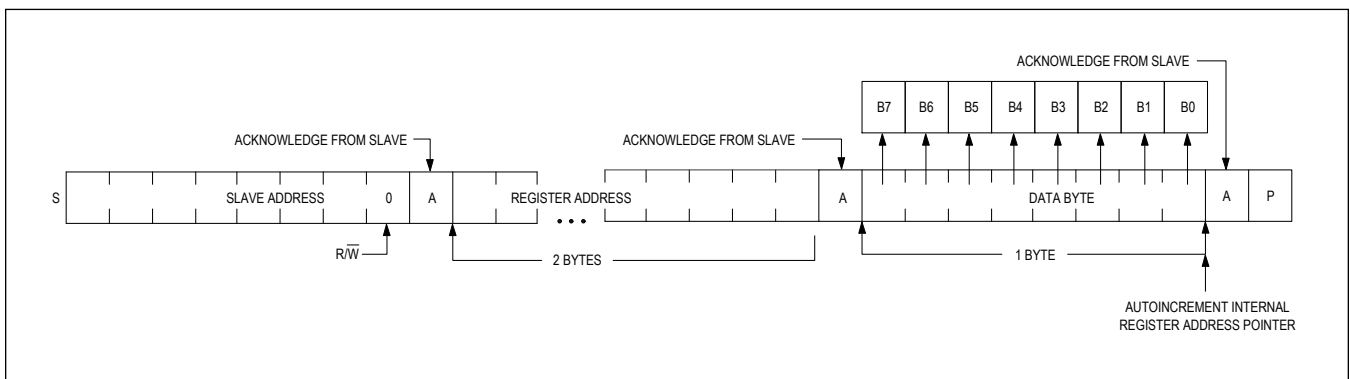 ACKNOWLEDGE FROM SLAVE
B7 B6 B5 B4 B3 B2 B1 B0
ACKNOWLEDGE FROM SLAVE
ACKNOWLEDGE FROM SLAVE
S SLAVE ADDRESS 0 A REGISTER ADDRESS A DATA BYTE A P
•••
R/W̅
2 BYTES
1 BYTE
AUTOINCREMENT INTERNAL
REGISTER ADDRESS POINTER